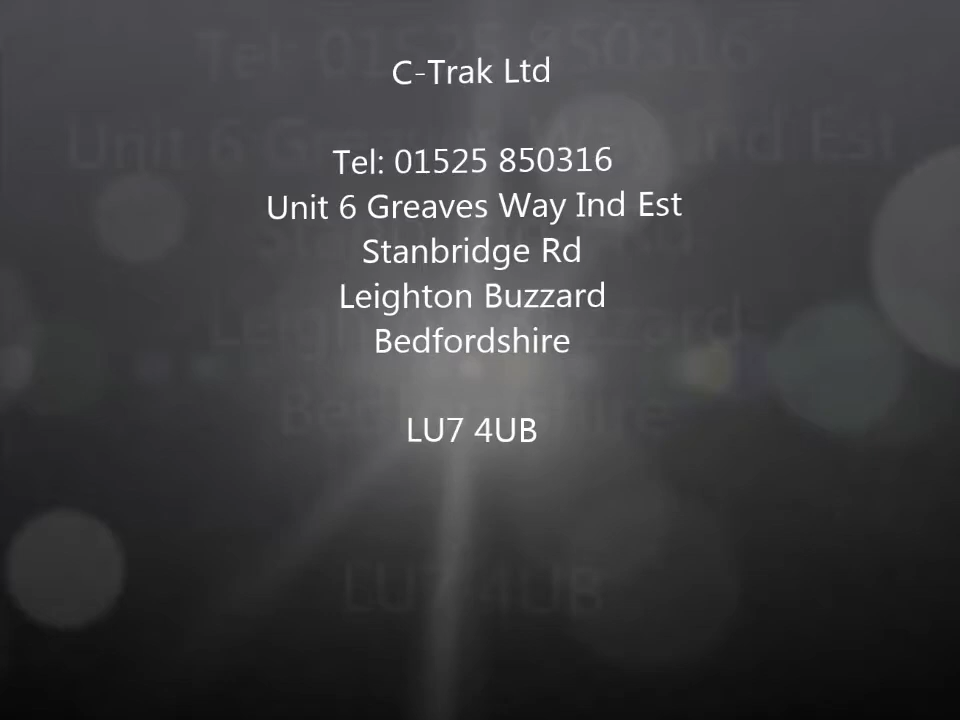 C-Trak Ltd
Tel: 01525 850316
Unit 6 Greaves Way Ind Est
Stanbridge Rd
Leighton Buzzard
Bedfordshire
LU7 4UB